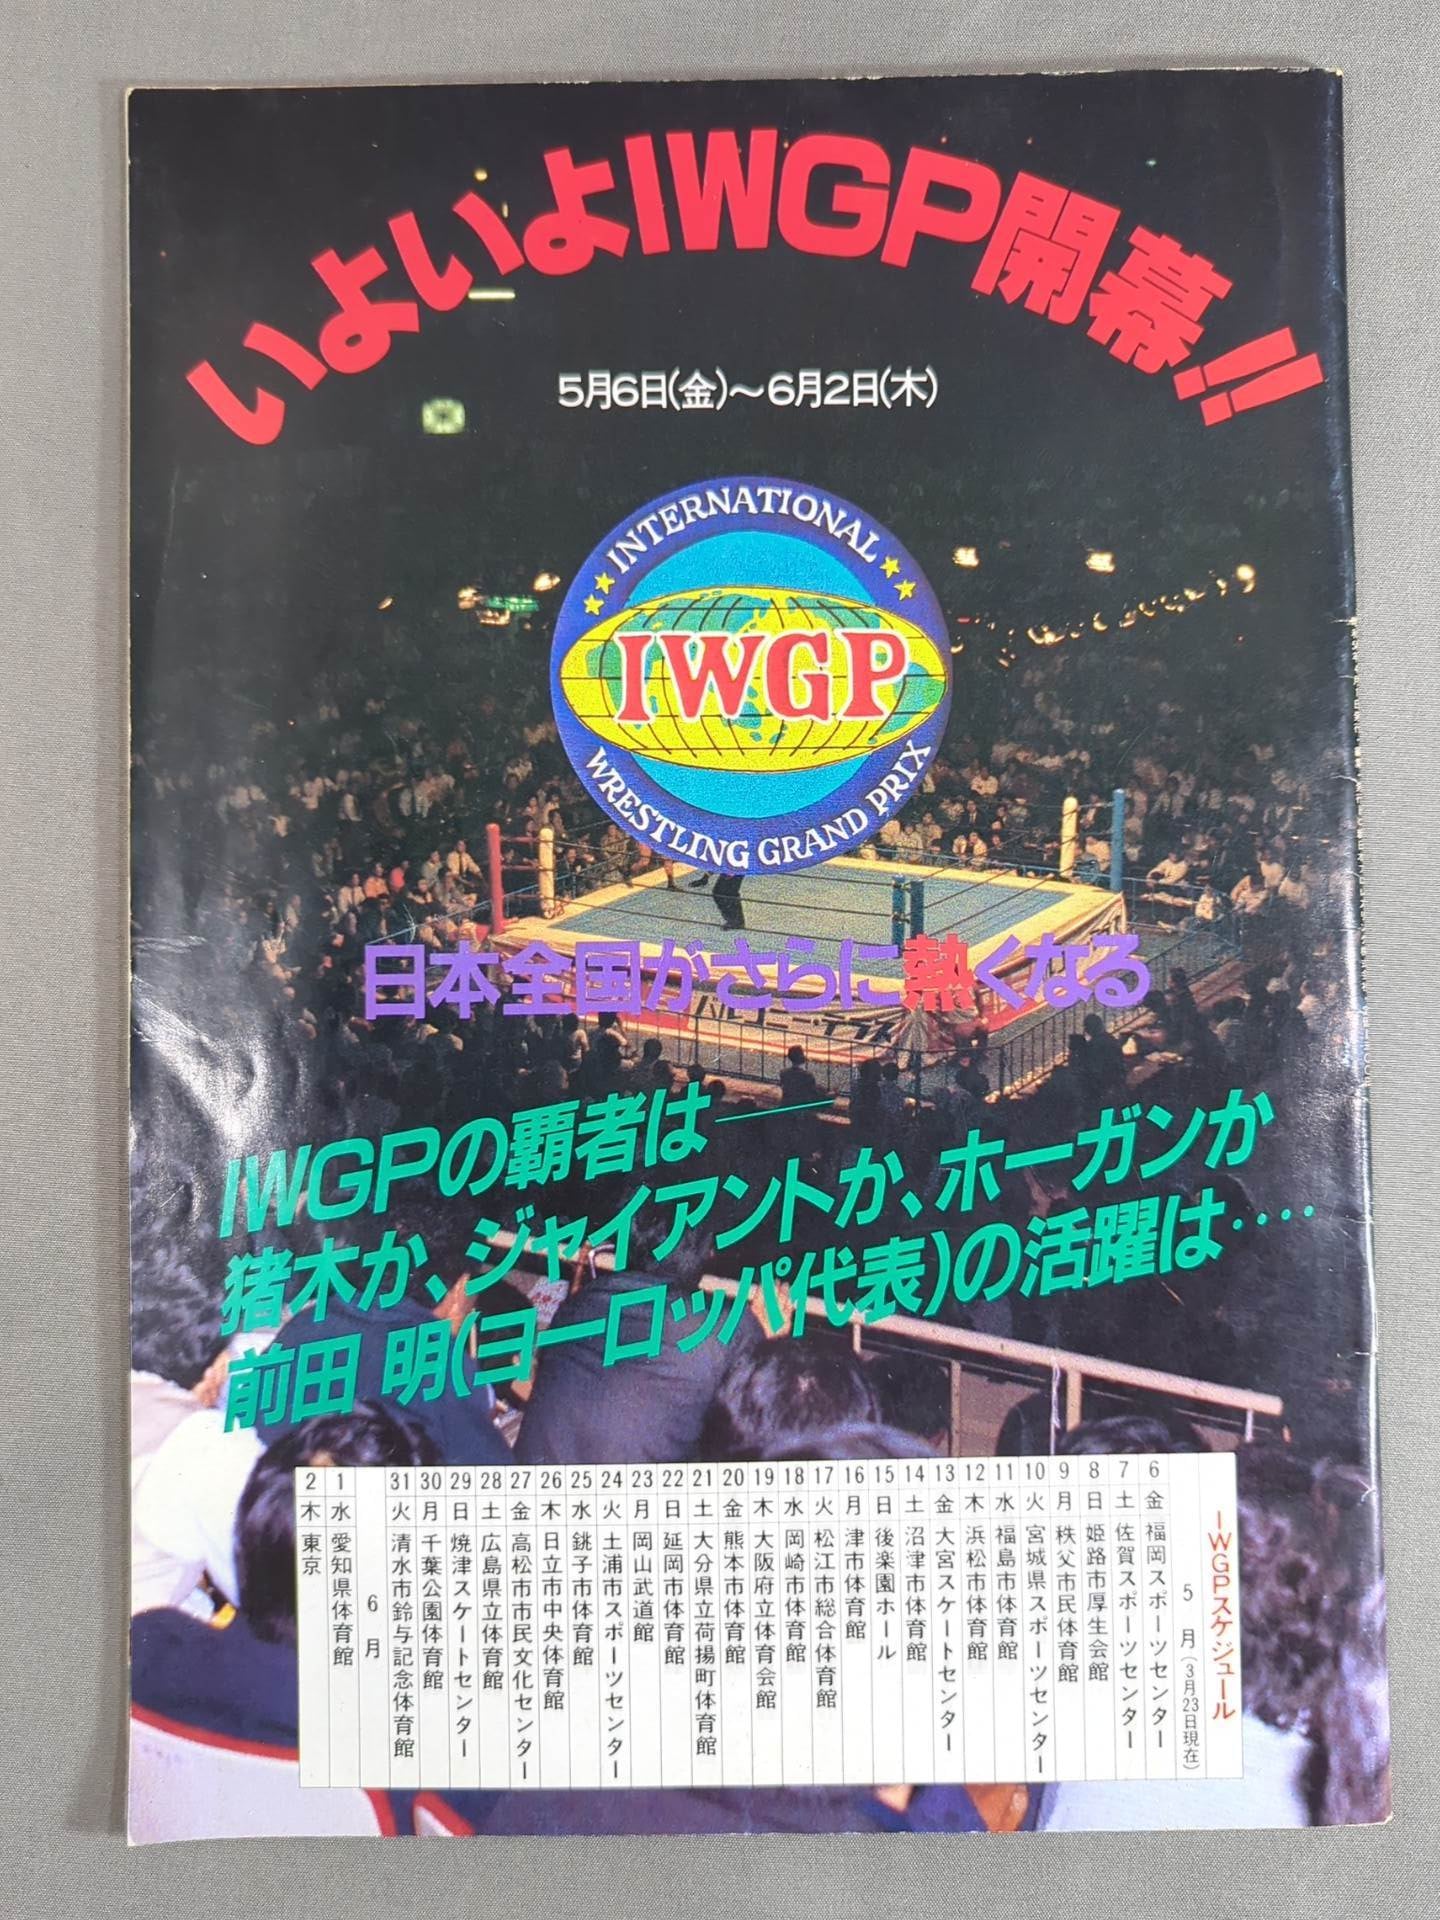 いよいよIWGP開幕!!
5月6日(金)〜6月2日(木)
INTERNATIONAL
IWGP
WRESTLING GRAND PRIX
日本全国がさらに熱くなる
バルコニー・テラス
IWGPの覇者は──
猪木か、ジャイアントか、ホーガンか
前田 明(ヨーロッパ代表)の活躍は‥‥
IWGPスケジュール
5月(3月23日現在)
6 金 福岡スポーツセンター
7 土 佐賀スポーツセンター
8 日 姫路市厚生会館
9 月 秩父市民体育館
10 火 宮城県スポーツセンター
11 水 福島市体育館
12 木 浜松市体育館
13 金 大宮スケートセンター
14 土 沼津市体育館
15 日 後楽園ホール
16 月 津市体育館
17 火 松江市総合体育館
18 水 岡崎市体育館
19 木 大阪府立体育会館
20 金 熊本市体育館
21 土 大分県立荷揚町体育館
22 日 延岡市体育館
23 月 岡山武道館
24 火 土浦市スポーツセンター
25 水 銚子市体育館
26 木 日立市中央体育館
27 金 高松市市民文化センター
28 土 広島県立体育館
29 日 焼津スケートセンター
30 月 千葉公園体育館
31 火 清水市鈴与記念体育館
6月
1 水 愛知県体育館
2 木 東京